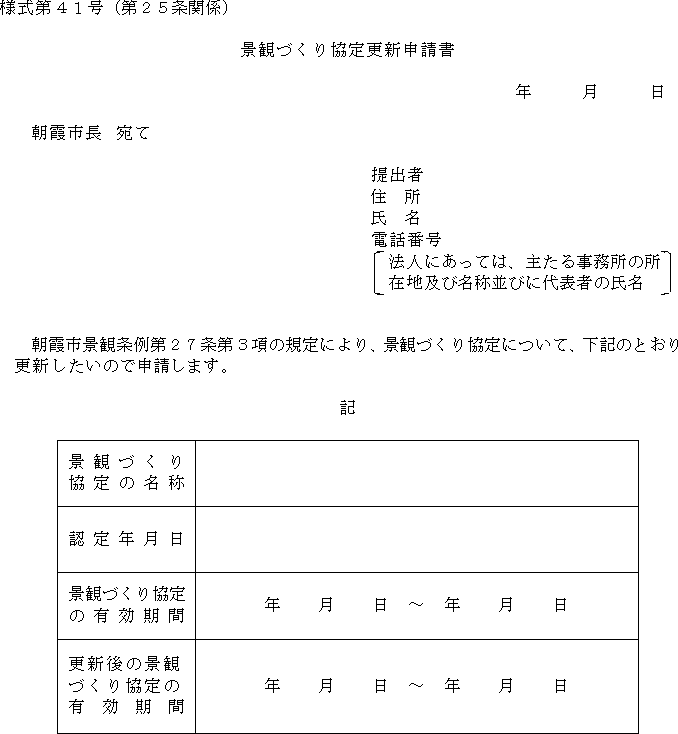 様式第４１号（第２５条関係）
景観づくり協定更新申請書
年　　月　　日
朝霞市長　宛て
提出者
住　所
氏　名
電話番号
法人にあっては、主たる事務所の所
在地及び名称並びに代表者の氏名
朝霞市景観条例第２７条第３項の規定により、景観づくり協定について、下記のとおり
更新したいので申請します。
記
景観づくり
協定の名称
認定年月日
景観づくり協定
の有効期間
年　　月　　日　～　年　　月　　日
更新後の景観
づくり協定の
有効期間
年　　月　　日　～　年　　月　　日